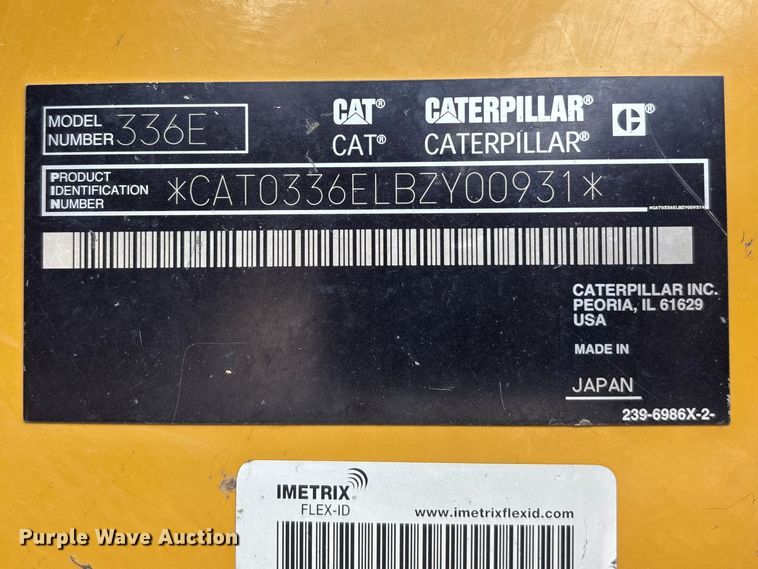 MODEL
NUMBER 336E
CAT® CATERPILLAR® C®
CAT® CATERPILLAR®
PRODUCT
IDENTIFICATION
NUMBER
*CAT0336ELBZY00931*
*CAT0336ELBZY00931*
CATERPILLAR INC.
PEORIA, IL 61629
USA
MADE IN
JAPAN
239-6986X-2-
IMETRIX®
FLEX-ID
www.imetrixflexid.com
Purple Wave Auction